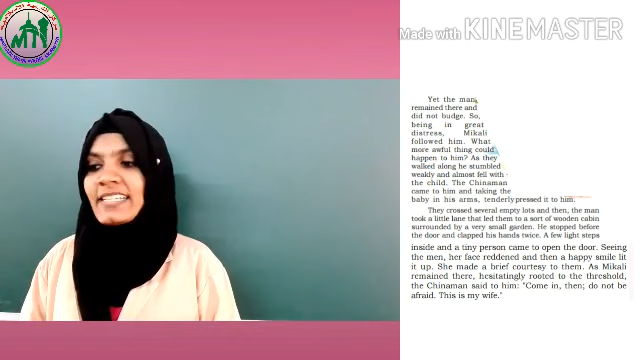 Made with KINEMASTER
Yet the man
remained there and
did not budge. So,
being in great
distress, Mikali
followed him. What
more awful thing could
happen to him? As they
walked along he stumbled
weakly and almost fell with
the child. The Chinaman
came to him and taking the
baby in his arms, tenderly pressed it to him.
They crossed several empty lots and then, the man
took a little lane that led them to a sort of wooden cabin
surrounded by a very small garden. He stopped before
the door and clapped his hands twice. A few light steps
inside and a tiny person came to open the door. Seeing
the men, her face reddened and then a happy smile lit
it up. She made a brief courtesy to them. As Mikali
remained there, hesitatingly rooted to the threshold,
the Chinaman said to him: "Come in, then; do not be
afraid. This is my wife."